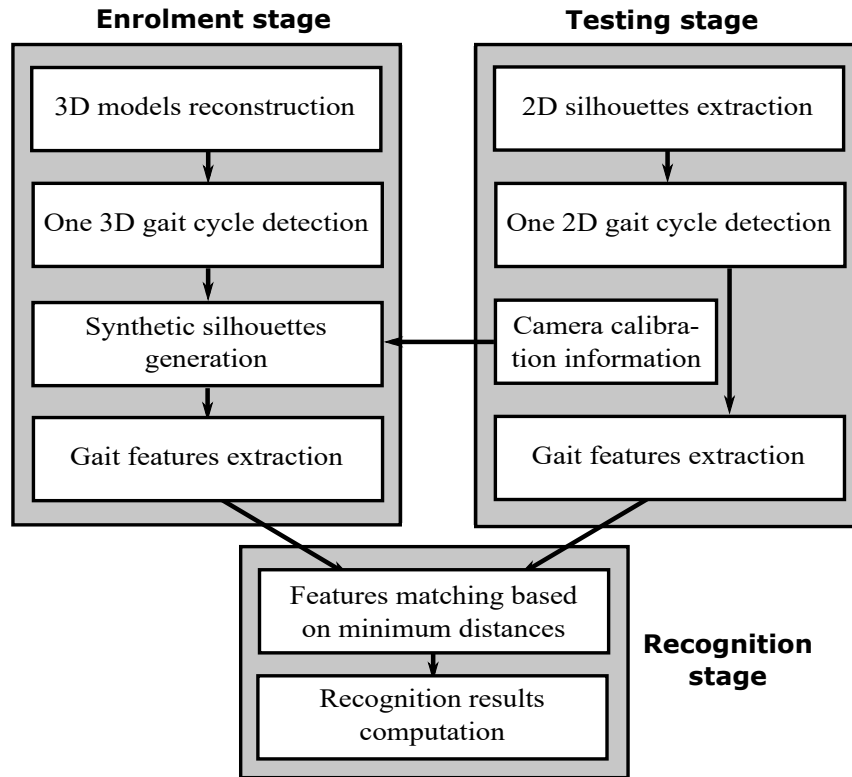 Enrolment stage
3D models reconstruction
One 3D gait cycle detection
Synthetic silhouettes
generation
Gait features extraction
Testing stage
2D silhouettes extraction
One 2D gait cycle detection
Camera calibra-
tion information
Gait features extraction
Features matching based
on minimum distances
Recognition results
computation
Recognition
stage